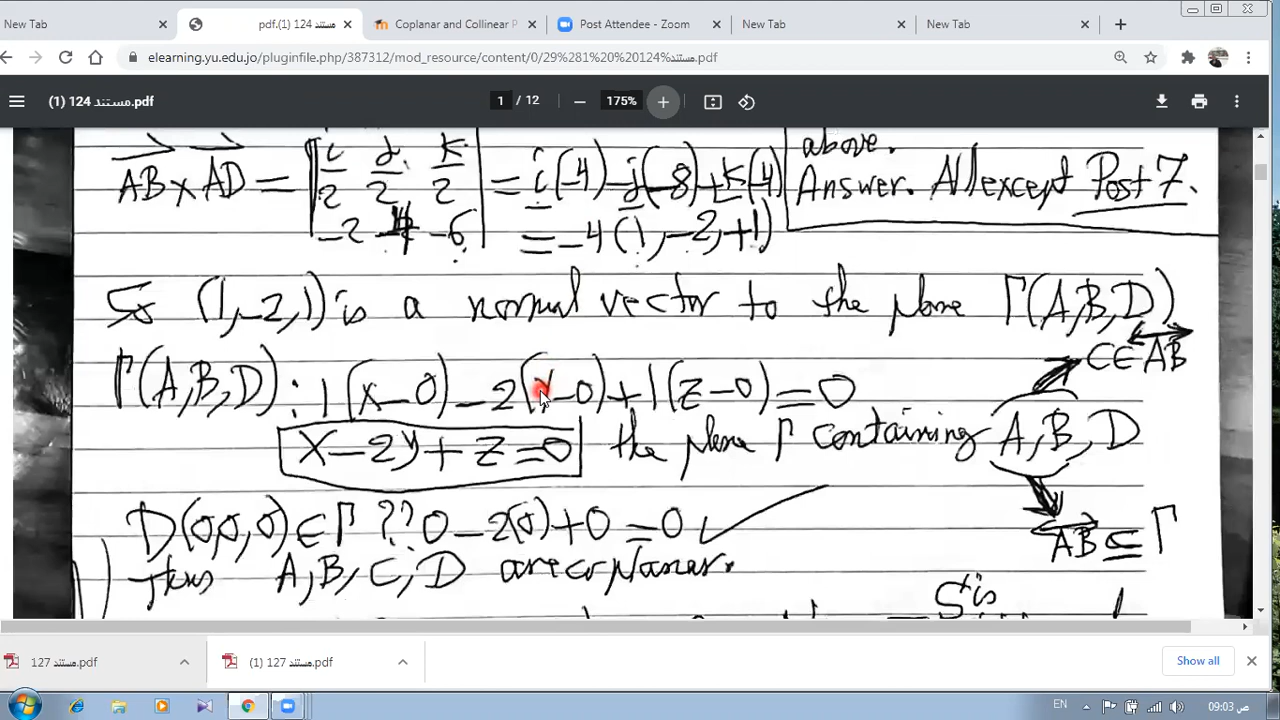 New Tab
مستند 124 (1).pdf
Coplanar and Collinear P
Post Attendee - Zoom
New Tab
New Tab
elearning.yu.edu.jo/pluginfile.php/387312/mod_resource/content/0/29%281%20%20124%مستند.pdf
مستند 124 (1).pdf
1 / 12
175%
above.
AB x AD = | i j k | = i(-4) - j(-8) + k(-4)
2 2 2
Answer. All except Post 7.
-2 -4 -6 = -4 (1, -2, +1)
So (1, -2, 1) is a normal vector to the plane Γ(A,B,D)
C ∈ AB
Γ(A,B,D) : 1(x-0) - 2(y-0) + 1(z-0) = 0
x - 2y + z = 0 the plane Γ containing A, B, D
D(0,0,0) ∈ Γ ?? 0 - 2(0) + 0 = 0 ✓
AB ⊆ Γ
thus A, B, C, D are coplanar.
is
مستند 127.pdf
مستند 124 (1).pdf
Show all
EN
09:03 ص